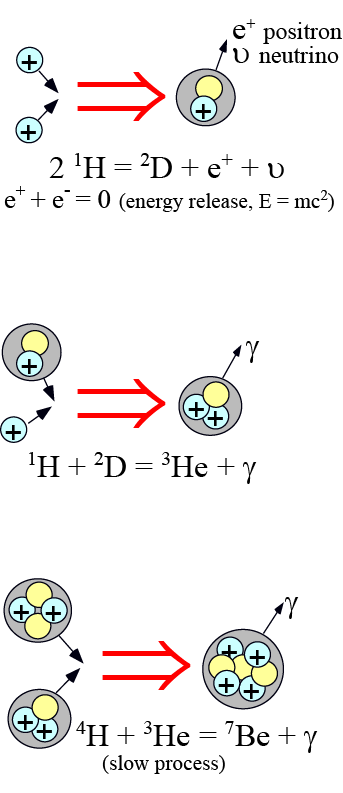 e⁺ positron
υ neutrino
2 ¹H = ²D + e⁺ + υ
e⁺ + e⁻ = 0 (energy release, E = mc²)
γ
¹H + ²D = ³He + γ
γ
⁴H + ³He = ⁷Be + γ
(slow process)